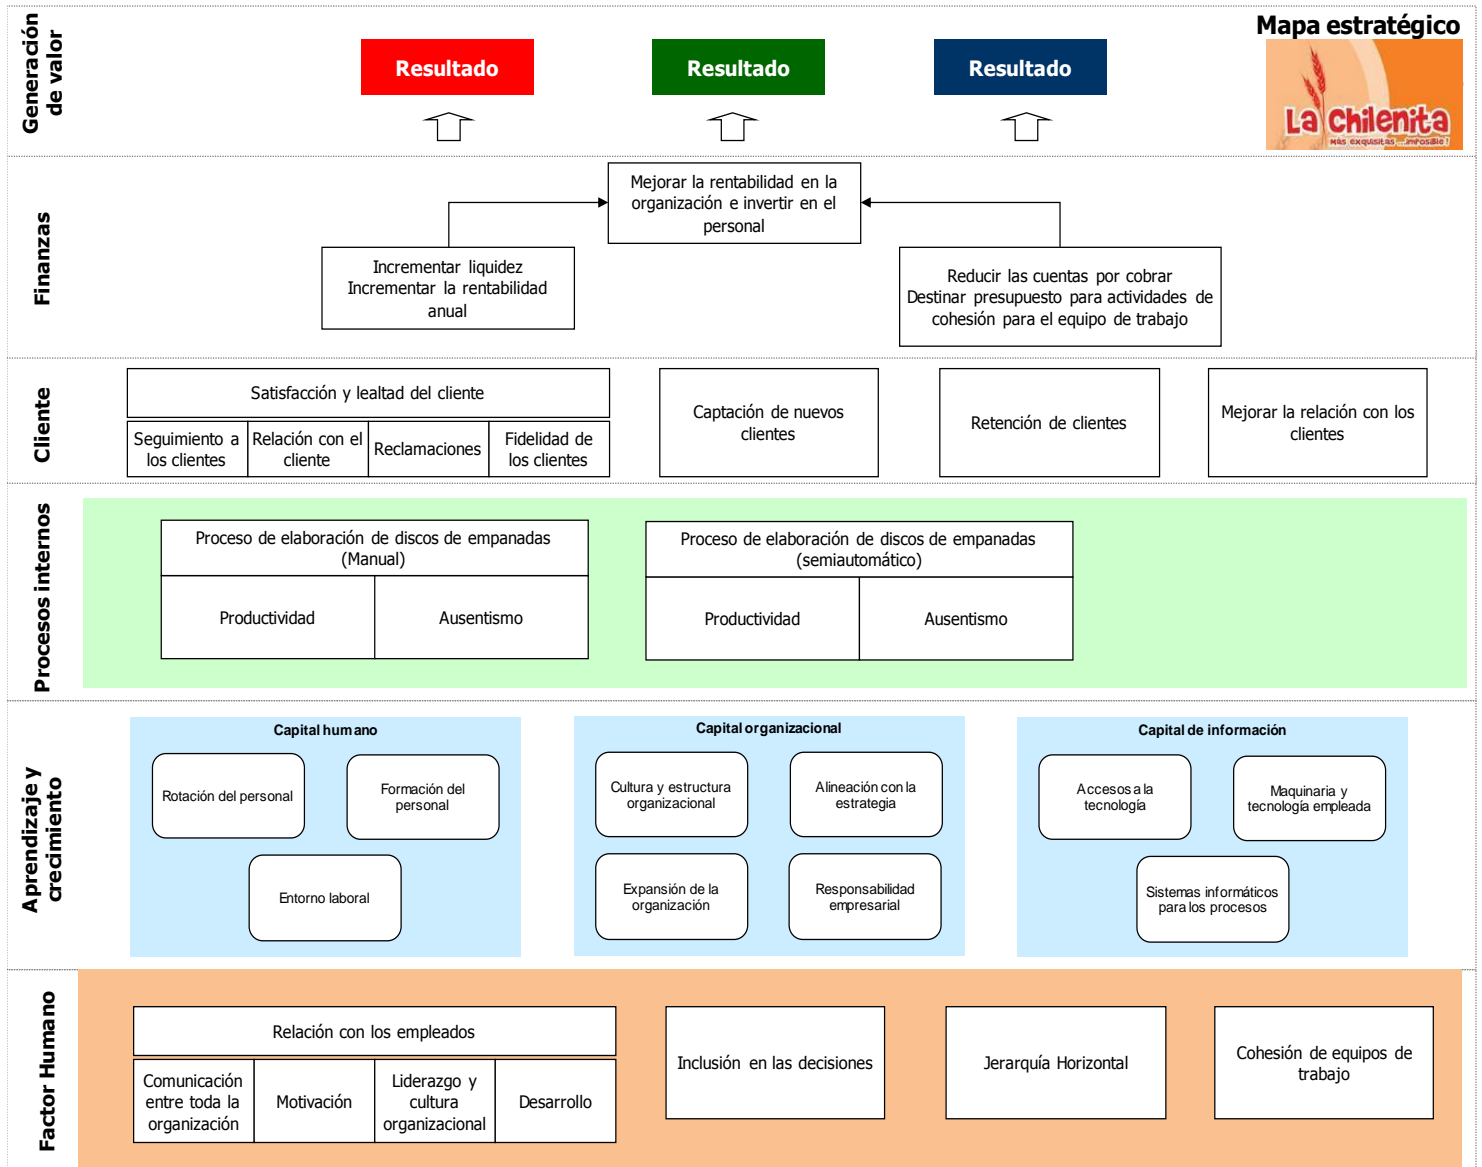 Mapa estratégico
La Chilenita
Más exquisitas ...imposible!
Generación
de valor
Resultado
Resultado
Resultado
Finanzas
Mejorar la rentabilidad en la
organización e invertir en el
personal
Incrementar liquidez
Incrementar la rentabilidad
anual
Reducir las cuentas por cobrar
Destinar presupuesto para actividades de
cohesión para el equipo de trabajo
Cliente
Satisfacción y lealtad del cliente
Seguimiento a
los clientes
Relación con el
cliente
Reclamaciones
Fidelidad de
los clientes
Captación de nuevos
clientes
Retención de clientes
Mejorar la relación con los
clientes
Procesos internos
Proceso de elaboración de discos de empanadas
(Manual)
Productividad
Ausentismo
Proceso de elaboración de discos de empanadas
(semiautomático)
Productividad
Ausentismo
Aprendizaje y
crecimiento
Capital humano
Rotación del personal
Formación del
personal
Entorno laboral
Capital organizacional
Cultura y estructura
organizacional
Alineación con la
estrategia
Expansión de la
organización
Responsabilidad
empresarial
Capital de información
Accesos a la
tecnología
Maquinaria y
tecnología empleada
Sistemas informáticos
para los procesos
Factor Humano
Relación con los empleados
Comunicación
entre toda la
organización
Motivación
Liderazgo y
cultura
organizacional
Desarrollo
Inclusión en las decisiones
Jerarquía Horizontal
Cohesión de equipos de
trabajo